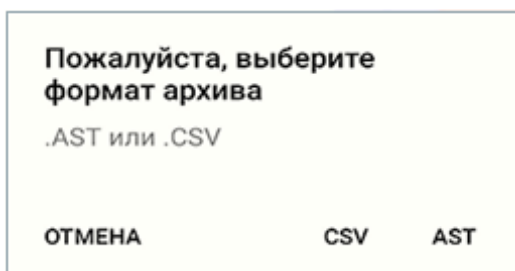 Пожалуйста, выберите
формат архива
.AST или .CSV
ОТМЕНА CSV AST